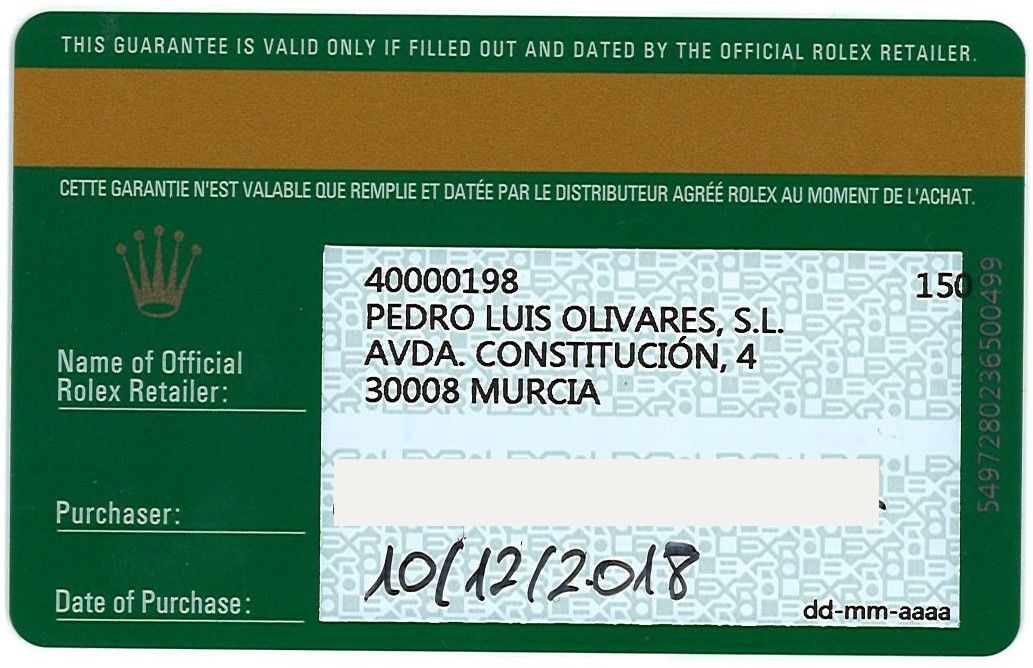 THIS GUARANTEE IS VALID ONLY IF FILLED OUT AND DATED BY THE OFFICIAL ROLEX RETAILER.
CETTE GARANTIE N'EST VALABLE QUE REMPLIE ET DATÉE PAR LE DISTRIBUTEUR AGRÉÉ ROLEX AU MOMENT DE L'ACHAT.
40000198 150
PEDRO LUIS OLIVARES, S.L.
AVDA. CONSTITUCIÓN, 4
30008 MURCIA
Name of Official
Rolex Retailer:
Purchaser:
10/12/2018
Date of Purchase:
dd-mm-aaaa
5497280236500499